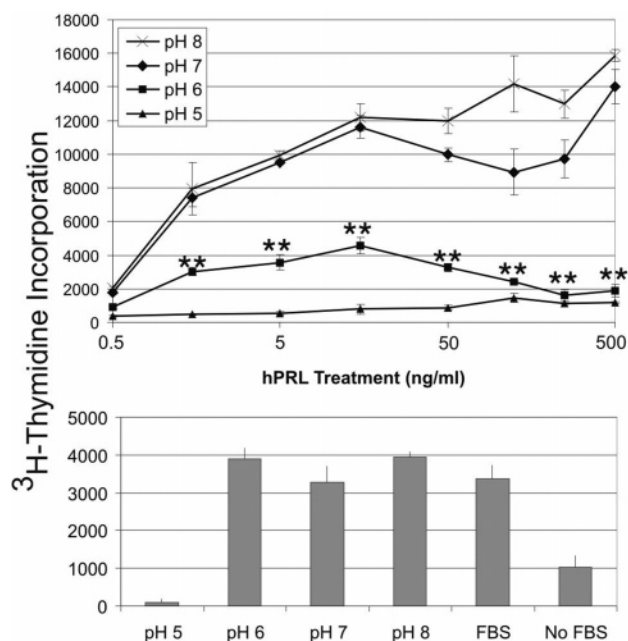 18000
16000
14000
12000
10000
8000
6000
4000
2000
0
pH 8
pH 7
pH 6
pH 5
** ** ** ** ** ** **
0.5 5 50 500
hPRL Treatment (ng/ml)
³H-Thymidine Incorporation
5000
4000
3000
2000
1000
0
pH 5 pH 6 pH 7 pH 8 FBS No FBS